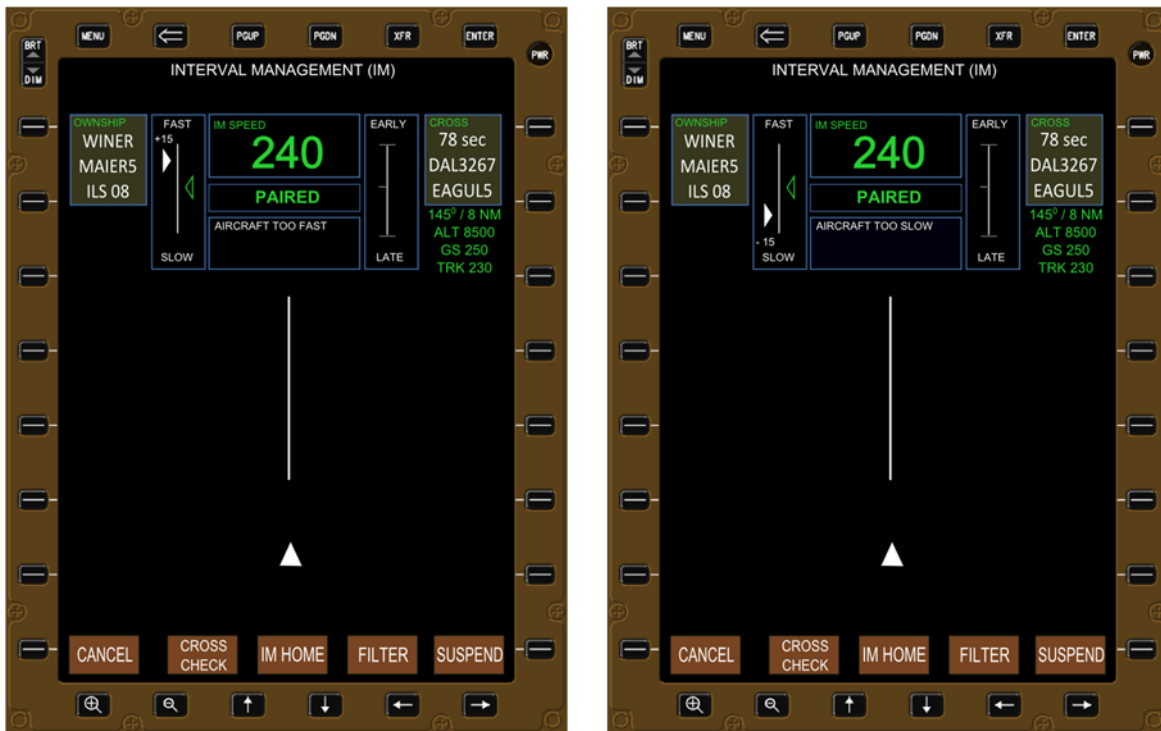 MENU
PGUP
PGDN
XFR
ENTER
BRT
DIM
PWR
INTERVAL MANAGEMENT (IM)
OWNSHIP
WINER
MAIER5
ILS 08
FAST
+15
SLOW
IM SPEED
240
PAIRED
AIRCRAFT TOO FAST
EARLY
LATE
CROSS
78 sec
DAL3267
EAGUL5
145⁰ / 8 NM
ALT 8500
GS 250
TRK 230
CANCEL
CROSS
CHECK
IM HOME
FILTER
SUSPEND
MENU
PGUP
PGDN
XFR
ENTER
BRT
DIM
PWR
INTERVAL MANAGEMENT (IM)
OWNSHIP
WINER
MAIER5
ILS 08
FAST
- 15
SLOW
IM SPEED
240
PAIRED
AIRCRAFT TOO SLOW
EARLY
LATE
CROSS
78 sec
DAL3267
EAGUL5
145⁰ / 8 NM
ALT 8500
GS 250
TRK 230
CANCEL
CROSS
CHECK
IM HOME
FILTER
SUSPEND